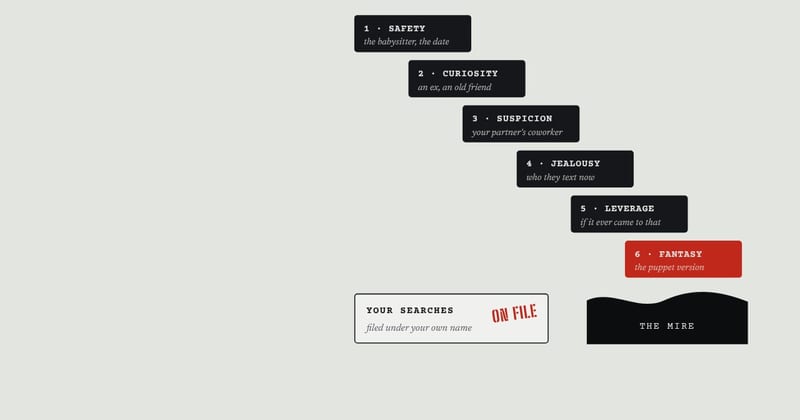 1 · SAFETY
the babysitter, the date
2 · CURIOSITY
an ex, an old friend
3 · SUSPICION
your partner's coworker
4 · JEALOUSY
who they text now
5 · LEVERAGE
if it ever came to that
6 · FANTASY
the puppet version
YOUR SEARCHES
filed under your own name
ON FILE
THE MIRE